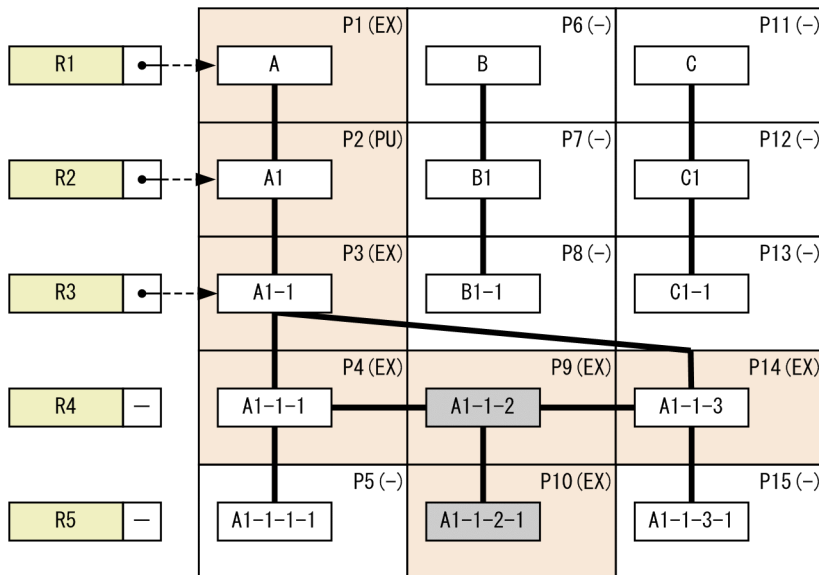 P1(EX) P6(-) P11(-)
R1 A B C
P2(PU) P7(-) P12(-)
R2 A1 B1 C1
P3(EX) P8(-) P13(-)
R3 A1-1 B1-1 C1-1
P4(EX) P9(EX) P14(EX)
R4 - A1-1-1 A1-1-2 A1-1-3
P5(-) P10(EX) P15(-)
R5 - A1-1-1-1 A1-1-2-1 A1-1-3-1